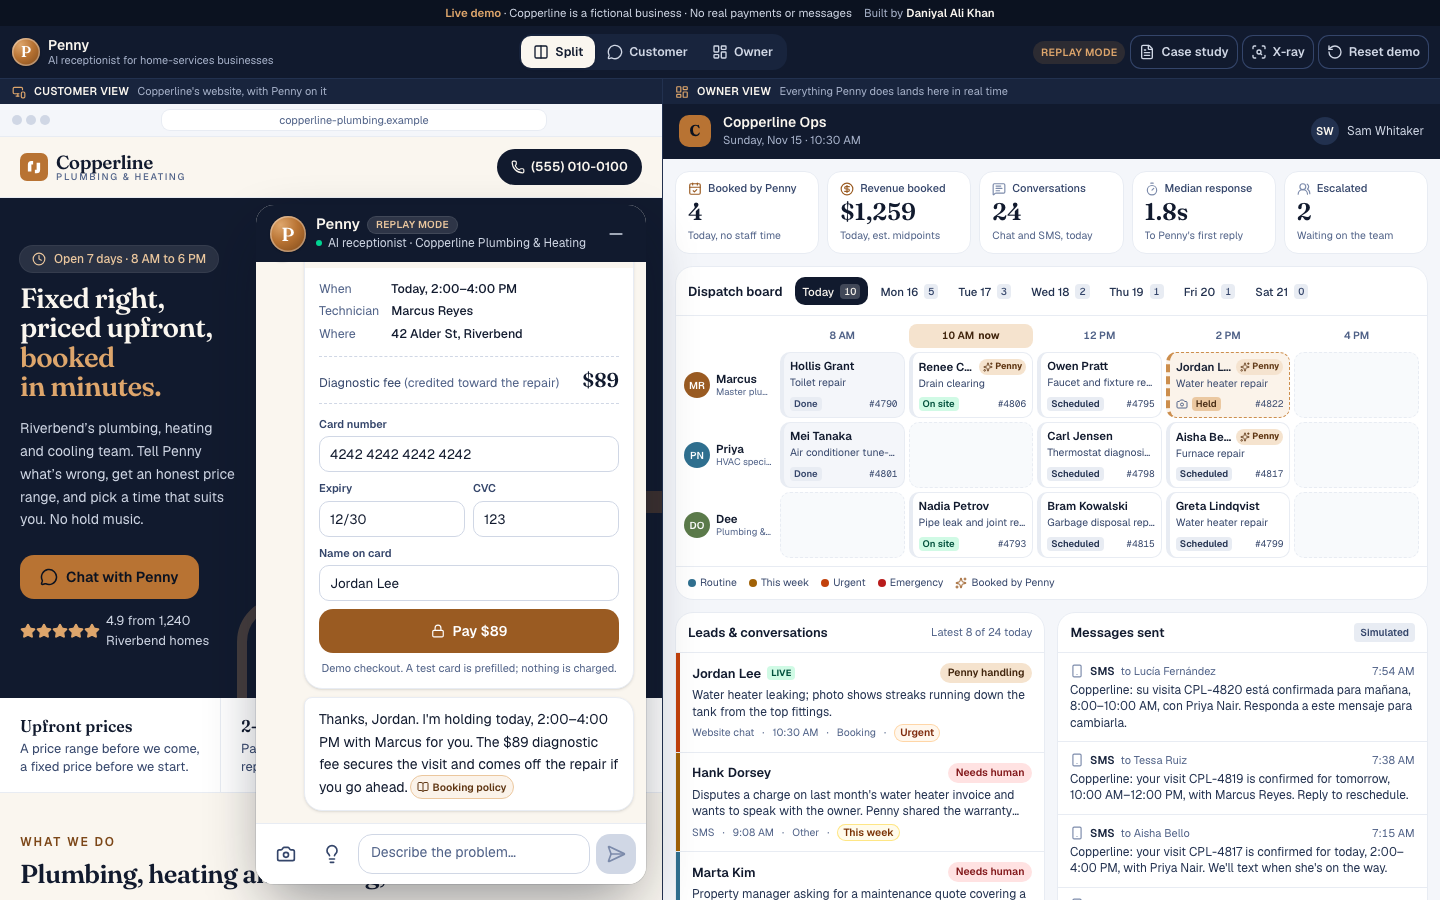 Live demo · Copperline is a fictional business · No real payments or messages Built by Daniyal Ali Khan
P
Penny
AI receptionist for home-services businesses
Split
Customer
Owner
REPLAY MODE
Case study
X-ray
Reset demo
CUSTOMER VIEW Copperline's website, with Penny on it
copperline-plumbing.example
Copperline
PLUMBING & HEATING
(555) 010-0100
Open 7 days · 8 AM to 6 PM
Fixed right,
priced upfront,
booked
in minutes.
Riverbend's plumbing, heating
and cooling team. Tell Penny
what's wrong, get an honest price
range, and pick a time that suits
you. No hold music.
Chat with Penny
4.9 from 1,240
Riverbend homes
Upfront prices
A price range before we come,
a fixed price before we start.
WHAT WE DO
Plumbing, heating
P
Penny REPLAY MODE
AI receptionist · Copperline Plumbing & Heating
When Today, 2:00–4:00 PM
Technician Marcus Reyes
Where 42 Alder St, Riverbend
Diagnostic fee (credited toward the repair) $89
Card number
4242 4242 4242 4242
Expiry CVC
12/30 123
Name on card
Jordan Lee
Pay $89
Demo checkout. A test card is prefilled; nothing is charged.
Thanks, Jordan. I'm holding today, 2:00–4:00
PM with Marcus for you. The $89 diagnostic
fee secures the visit and comes off the repair if
you go ahead. Booking policy
Describe the problem...
OWNER VIEW Everything Penny does lands here in real time
C
Copperline Ops
Sunday, Nov 15 · 10:30 AM
SW Sam Whitaker
Booked by Penny
4
Today, no staff time
Revenue booked
$1,259
Today, est. midpoints
Conversations
24
Chat and SMS, today
Median response
1.8s
To Penny's first reply
Escalated
2
Waiting on the team
Dispatch board Today 10 Mon 16 5 Tue 17 3 Wed 18 2 Thu 19 1 Fri 20 1 Sat 21 0
8 AM 10 AM now 12 PM 2 PM 4 PM
MR Marcus
Master plu...
Hollis Grant
Toilet repair
Done #4790
Renee C... Penny
Drain clearing
On site #4806
Owen Pratt
Faucet and fixture re...
Scheduled #4795
Jordan L... Penny
Water heater repair
Held #4822
PN Priya
HVAC speci...
Mei Tanaka
Air conditioner tune-...
Done #4801
Carl Jensen
Thermostat diagnosi...
Scheduled #4798
Aisha Be... Penny
Furnace repair
Scheduled #4817
DO Dee
Plumbing &...
Nadia Petrov
Pipe leak and joint re...
On site #4793
Bram Kowalski
Garbage disposal rep...
Scheduled #4815
Greta Lindqvist
Water heater repair
Scheduled #4799
Routine This week Urgent Emergency Booked by Penny
Leads & conversations Latest 8 of 24 today
Jordan Lee LIVE Penny handling
Water heater leaking; photo shows streaks running down the
tank from the top fittings.
Website chat · 10:30 AM · Booking · Urgent
Hank Dorsey Needs human
Disputes a charge on last month's water heater invoice and
wants to speak with the owner. Penny shared the warranty...
SMS · 9:08 AM · Other · This week
Marta Kim Needs human
Property manager asking for a maintenance quote covering a
Messages sent Simulated
SMS to Lucía Fernández 7:54 AM
Copperline: su visita CPL-4820 está confirmada para mañana,
8:00–10:00 AM, con Priya Nair. Responda a este mensaje para
cambiarla.
SMS to Tessa Ruiz 7:38 AM
Copperline: your visit CPL-4819 is confirmed for tomorrow,
10:00 AM–12:00 PM, with Marcus Reyes. Reply to reschedule.
SMS to Aisha Bello 7:15 AM
Copperline: your visit CPL-4817 is confirmed for today, 2:00–
4:00 PM, with Priya Nair. We'll text when she's on the way.